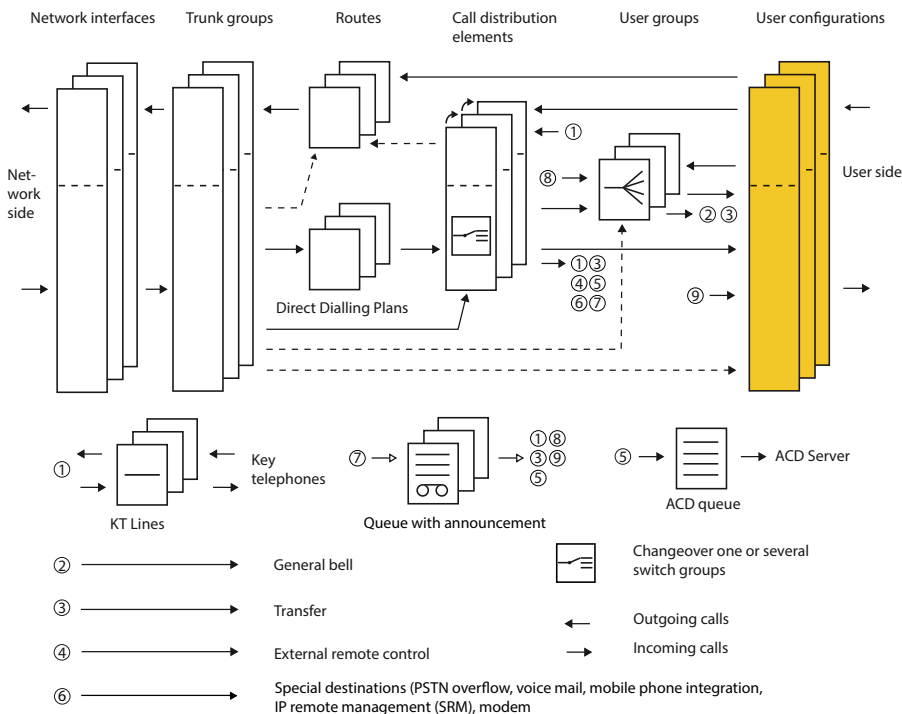 Network interfaces
Trunk groups
Routes
Call distribution
elements
User groups
User configurations
Net-
work
side
User side
①
⑧
② ③
①③
④⑤
⑥⑦
⑨
Direct Dialling Plans
①
Key
telephones
KT Lines
⑦
①⑧
③⑨
⑤
Queue with announcement
⑤
ACD Server
ACD queue
② General bell
③ Transfer
④ External remote control
⑥ Special destinations (PSTN overflow, voice mail, mobile phone integration,
IP remote management (SRM), modem
Changeover one or several
switch groups
Outgoing calls
Incoming calls